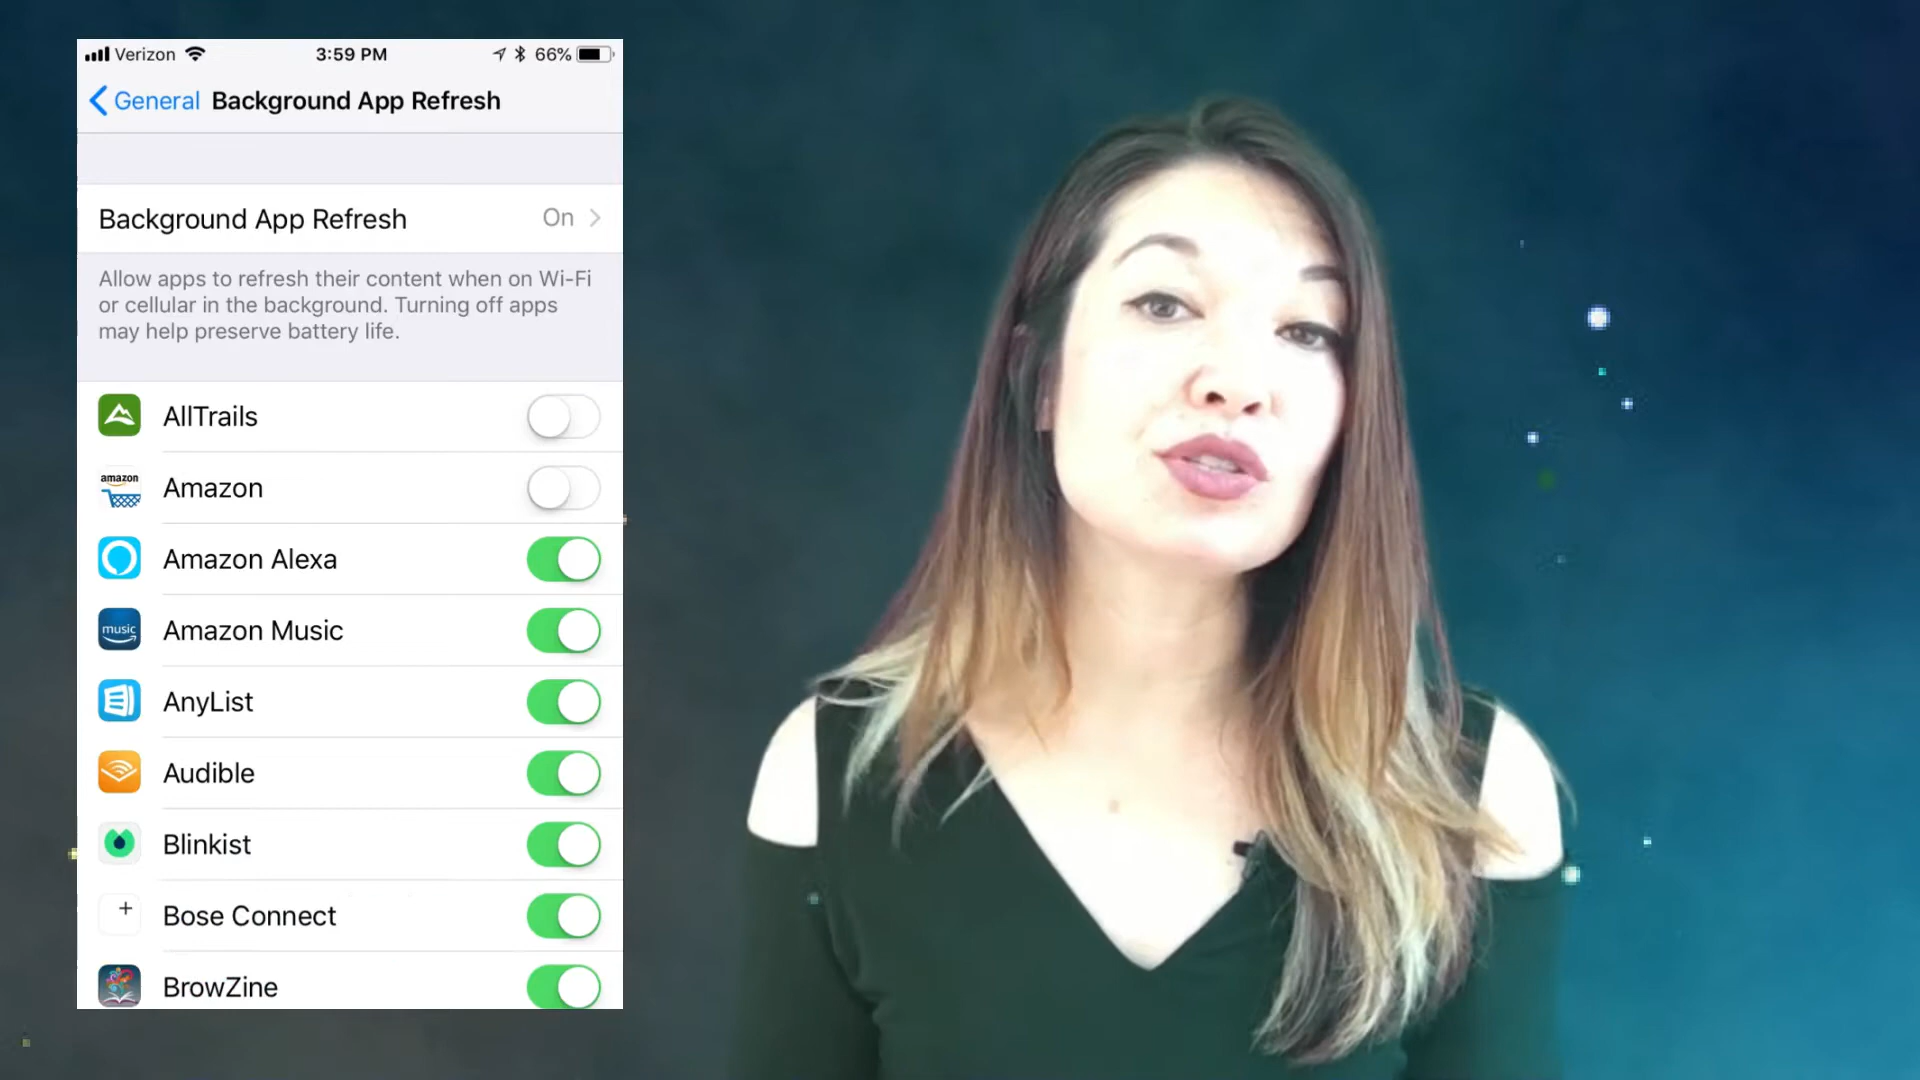 Verizon 3:59 PM 66%
General Background App Refresh
Background App Refresh On
Allow apps to refresh their content when on Wi-Fi
or cellular in the background. Turning off apps
may help preserve battery life.
AllTrails
amazon
Amazon
Amazon Alexa
music
Amazon Music
AnyList
Audible
Blinkist
Bose Connect
BrowZine